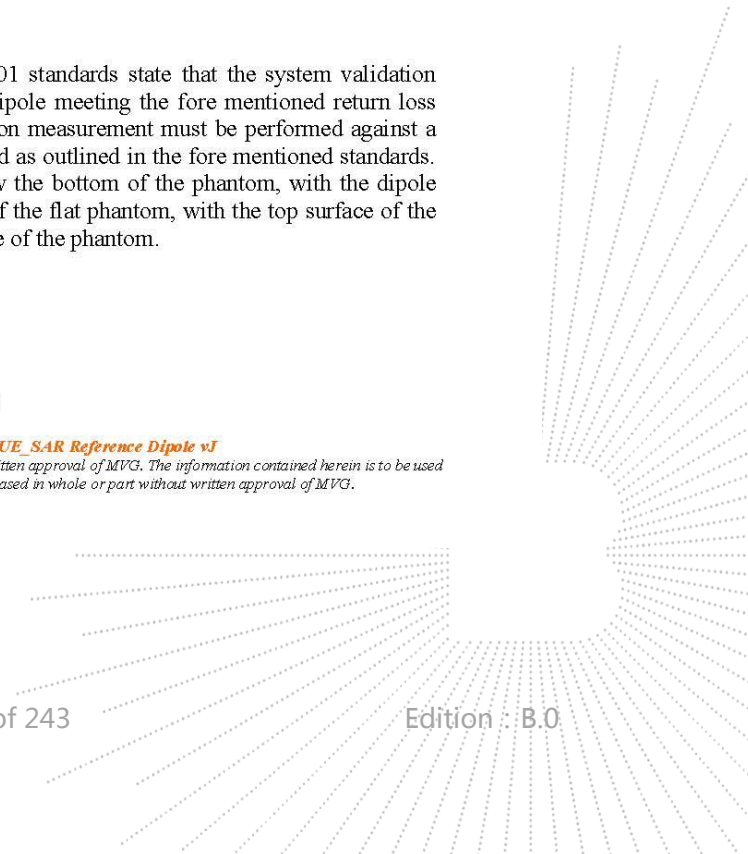 01 standards state that the system validation
ipole meeting the fore mentioned return loss
on measurement must be performed against a
d as outlined in the fore mentioned standards.
the bottom of the phantom, with the dipole
f the flat phantom, with the top surface of the
e of the phantom.
UE_SAR Reference Dipole vJ
tten approval of MVG. The information contained herein is to be used
ased in whole or part without written approval of MVG.
of 243
Edition : B.0